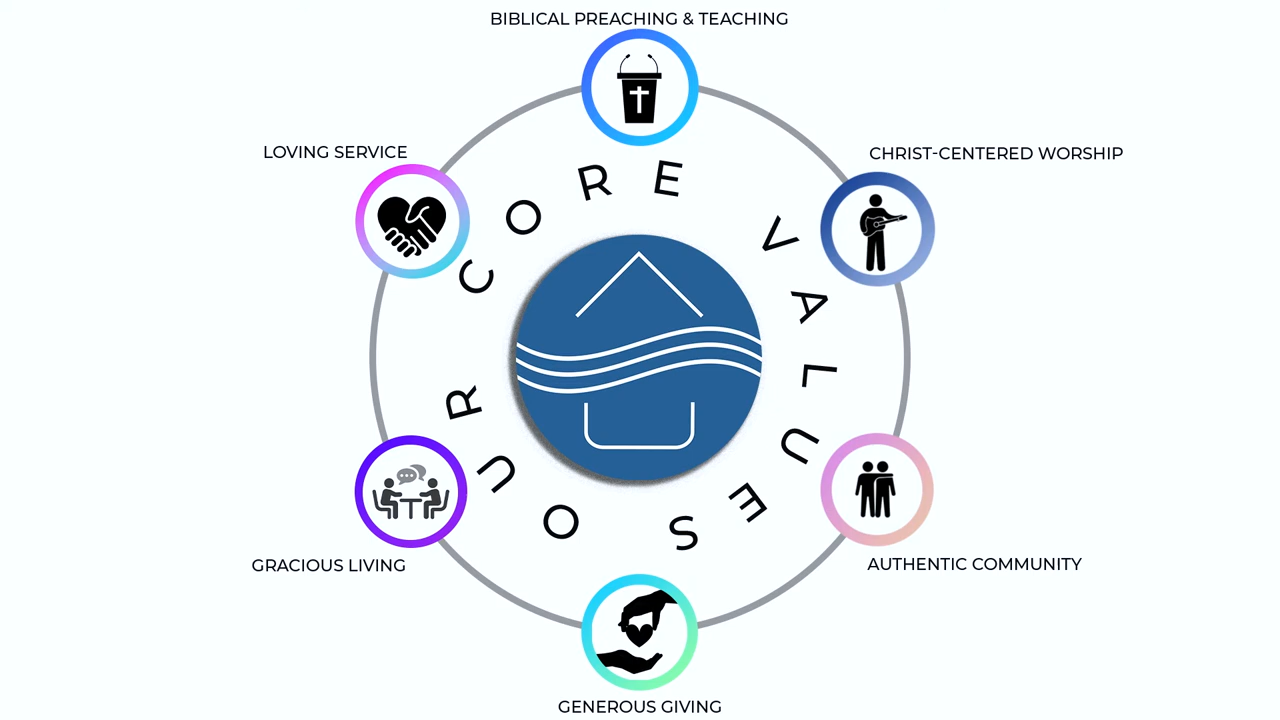 BIBLICAL PREACHING & TEACHING
LOVING SERVICE
CHRIST-CENTERED WORSHIP
OUR CORE VALUES
GRACIOUS LIVING
AUTHENTIC COMMUNITY
GENEROUS GIVING